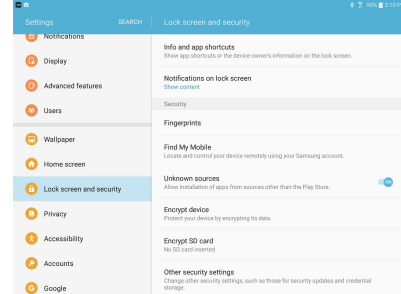 90% 2:10 P
Settings
SEARCH
Lock screen and security
Notifications
Display
Advanced features
Users
Wallpaper
Home screen
Lock screen and security
Privacy
Accessibility
Accounts
Google
Info and app shortcuts
Show app shortcuts or the device owner's information on the lock screen.
Notifications on lock screen
Show content
Security
Fingerprints
Find My Mobile
Locate and control your device remotely using your Samsung account.
Unknown sources
Allow installation of apps from sources other than the Play Store.
ON
Encrypt device
Protect your device by encrypting its data.
Encrypt SD card
No SD card inserted
Other security settings
Change other security settings, such as those for security updates and credential
storage.